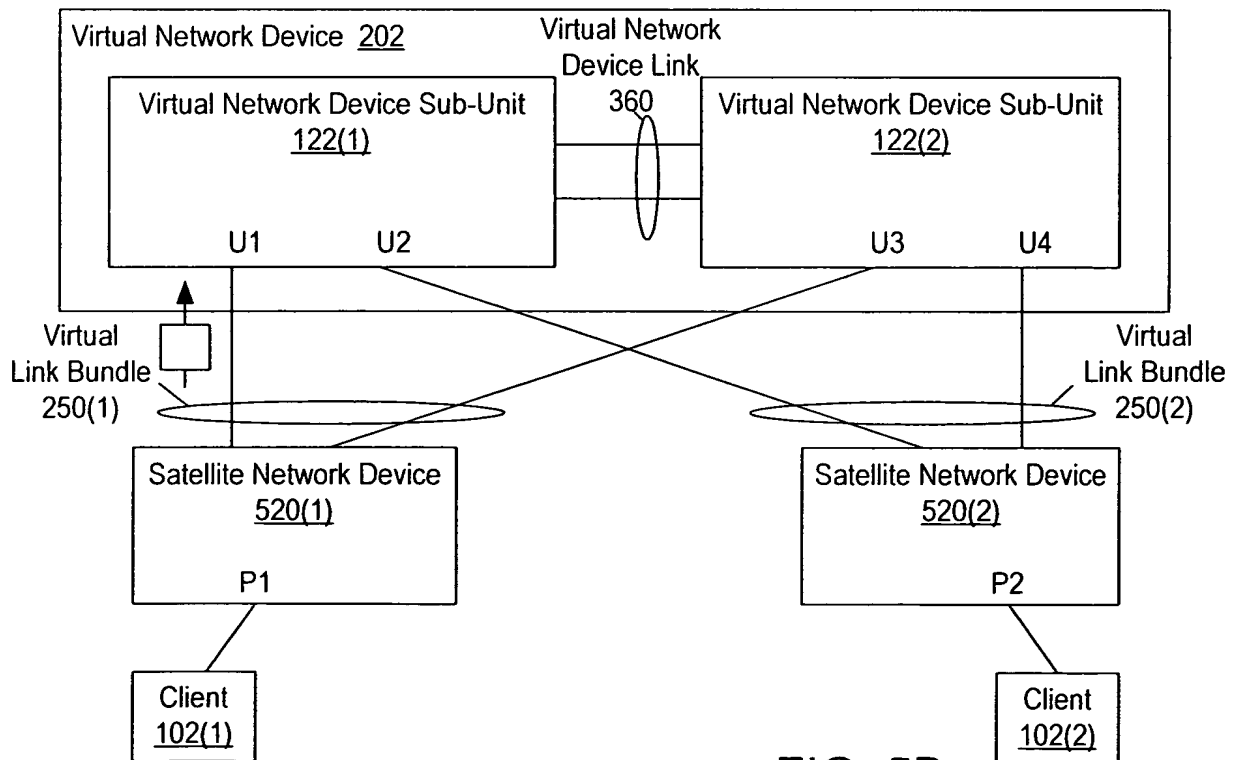 Virtual Network Device 202
Virtual Network
Device Link
360
Virtual Network Device Sub-Unit
122(1)
Virtual Network Device Sub-Unit
122(2)
U1
U2
U3
U4
Virtual
Link Bundle
250(1)
Virtual
Link Bundle
250(2)
Satellite Network Device
520(1)
Satellite Network Device
520(2)
P1
P2
Client
102(1)
Client
102(2)